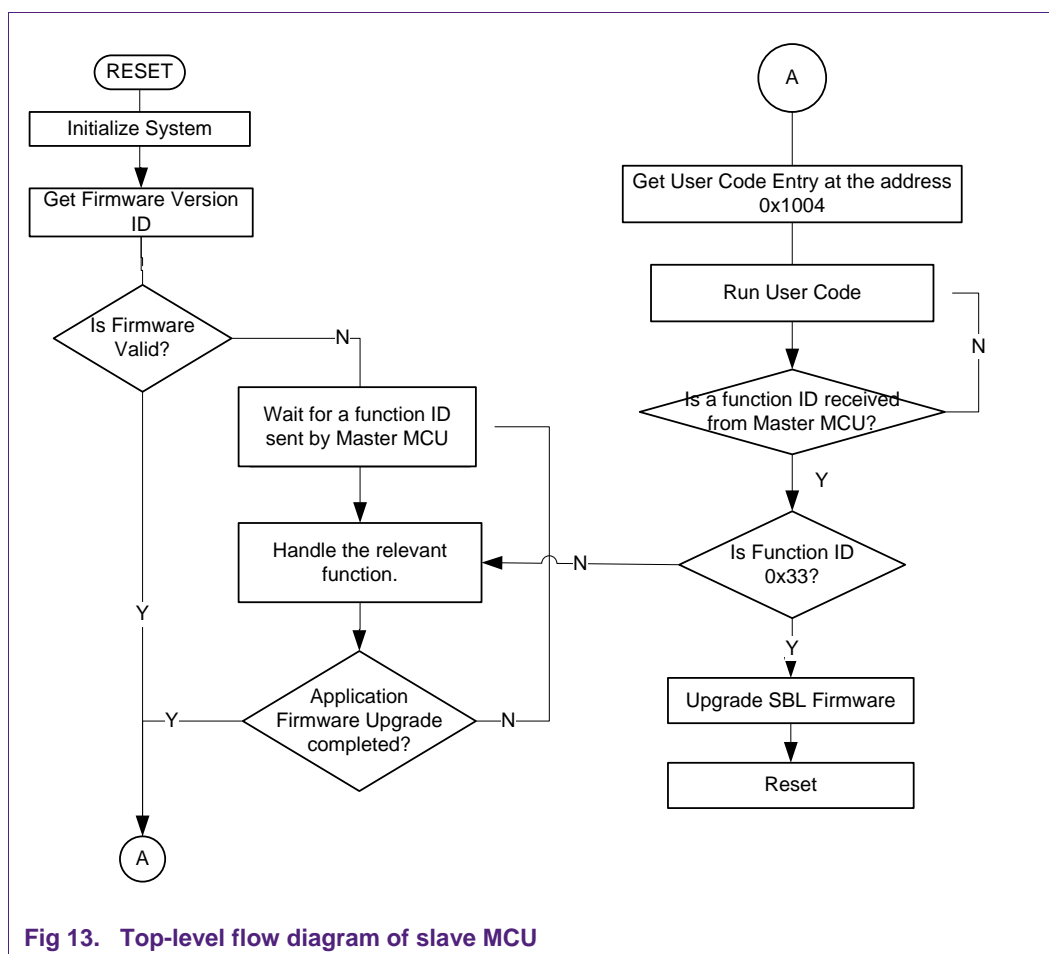 RESET
Initialize System
Get Firmware Version
ID
Is Firmware
Valid?
N
Wait for a function ID
sent by Master MCU
Handle the relevant
function.
Y
Application
Firmware Upgrade
completed?
Y
N
A
A
Get User Code Entry at the address
0x1004
Run User Code
N
Is a function ID received
from Master MCU?
Y
Is Function ID
0x33?
N
Y
Upgrade SBL Firmware
Reset
Fig 13. Top-level flow diagram of slave MCU